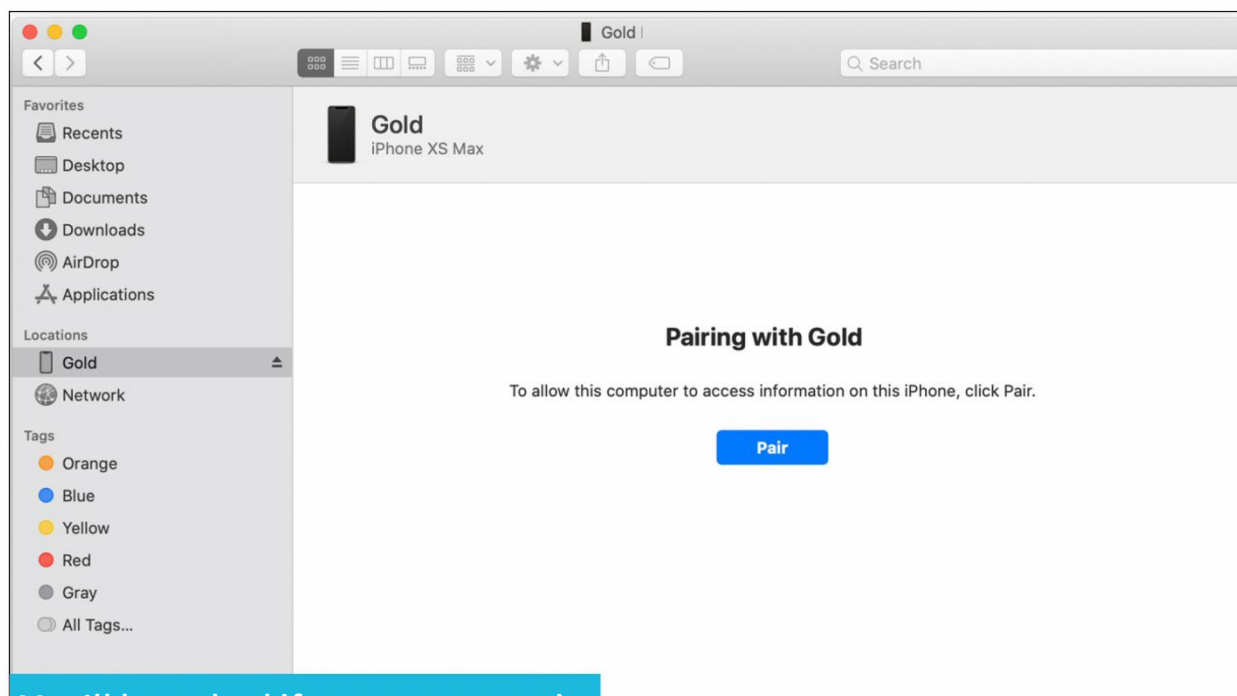 Gold
Search
Favorites
Recents
Desktop
Documents
Downloads
AirDrop
Applications
Locations
Gold
Network
Tags
Orange
Blue
Yellow
Red
Gray
All Tags...
Gold
iPhone XS Max
Pairing with Gold
To allow this computer to access information on this iPhone, click Pair.
Pair